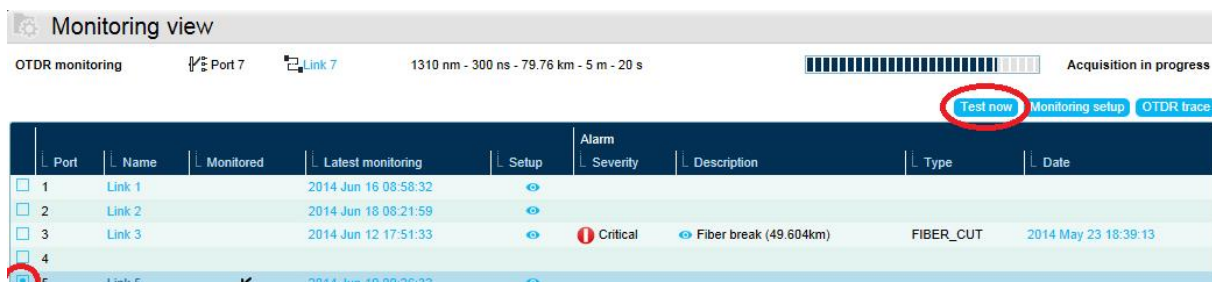 Monitoring view
OTDR monitoring Port 7 Link 7 1310 nm - 300 ns - 79.76 km - 5 m - 20 s Acquisition in progress
Test now Monitoring setup OTDR trace
Alarm
Port Name Monitored Latest monitoring Setup Severity Description Type Date
1 Link 1 2014 Jun 16 08:58:32
2 Link 2 2014 Jun 18 08:21:59
3 Link 3 2014 Jun 12 17:51:33 Critical Fiber break (49.604km) FIBER_CUT 2014 May 23 18:39:13
4
5 Link 5